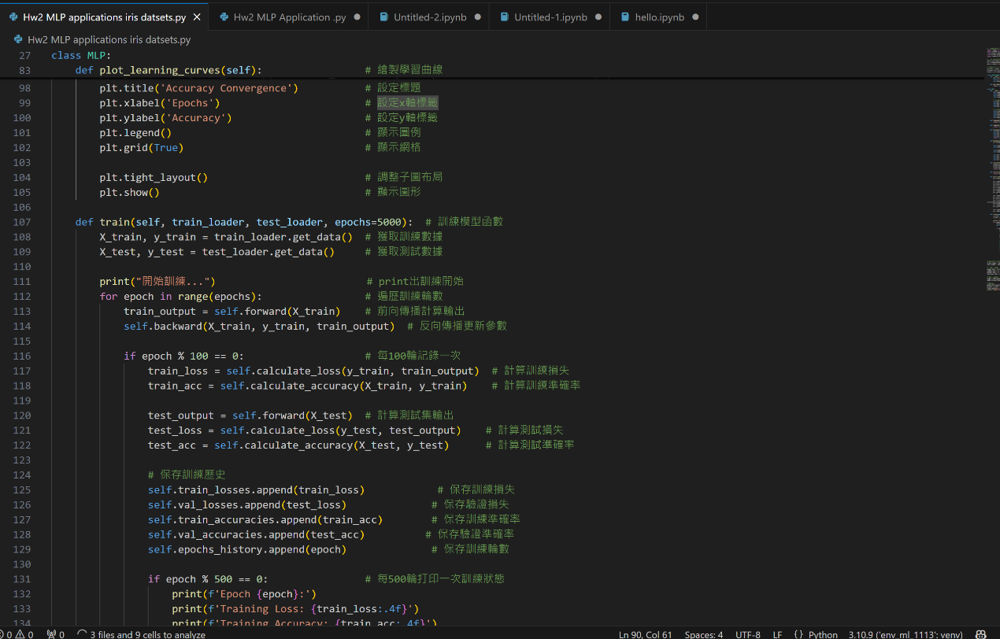 Hw2 MLP applications iris datsets.py
Hw2 MLP Application .py
Untitled-2.ipynb
Untitled-1.ipynb
hello.ipynb
Hw2 MLP applications iris datsets.py
27 class MLP:
83 def plot_learning_curves(self): # 繪製學習曲線
98 plt.title('Accuracy Convergence') # 設定標題
99 plt.xlabel('Epochs') # 設定x軸標籤
100 plt.ylabel('Accuracy') # 設定y軸標籤
101 plt.legend() # 顯示圖例
102 plt.grid(True) # 顯示網格
103
104 plt.tight_layout() # 調整子圖布局
105 plt.show() # 顯示圖形
106
107 def train(self, train_loader, test_loader, epochs=5000): # 訓練模型函數
108 X_train, y_train = train_loader.get_data() # 獲取訓練數據
109 X_test, y_test = test_loader.get_data() # 獲取測試數據
110
111 print("開始訓練...") # print出訓練開始
112 for epoch in range(epochs): # 遍歷訓練輪數
113 train_output = self.forward(X_train) # 前向傳播計算輸出
114 self.backward(X_train, y_train, train_output) # 反向傳播更新參數
115
116 if epoch % 100 == 0: # 每100輪記錄一次
117 train_loss = self.calculate_loss(y_train, train_output) # 計算訓練損失
118 train_acc = self.calculate_accuracy(X_train, y_train) # 計算訓練準確率
119
120 test_output = self.forward(X_test) # 計算測試集輸出
121 test_loss = self.calculate_loss(y_test, test_output) # 計算測試損失
122 test_acc = self.calculate_accuracy(X_test, y_test) # 計算測試準確率
123
124 # 保存訓練歷史
125 self.train_losses.append(train_loss) # 保存訓練損失
126 self.val_losses.append(test_loss) # 保存驗證損失
127 self.train_accuracies.append(train_acc) # 保存訓練準確率
128 self.val_accuracies.append(test_acc) # 保存驗證準確率
129 self.epochs_history.append(epoch) # 保存訓練輪數
130
131 if epoch % 500 == 0: # 每500輪打印一次訓練狀態
132 print(f'Epoch {epoch}:')
133 print(f'Training Loss: {train_loss:.4f}')
134 print(f'Training Accuracy: {train_acc:.4f}')
0 0 0 3 files and 9 cells to analyze
Ln 90, Col 61 Spaces: 4 UTF-8 LF {} Python 3.10.9 ('env_ml_1113': venv)